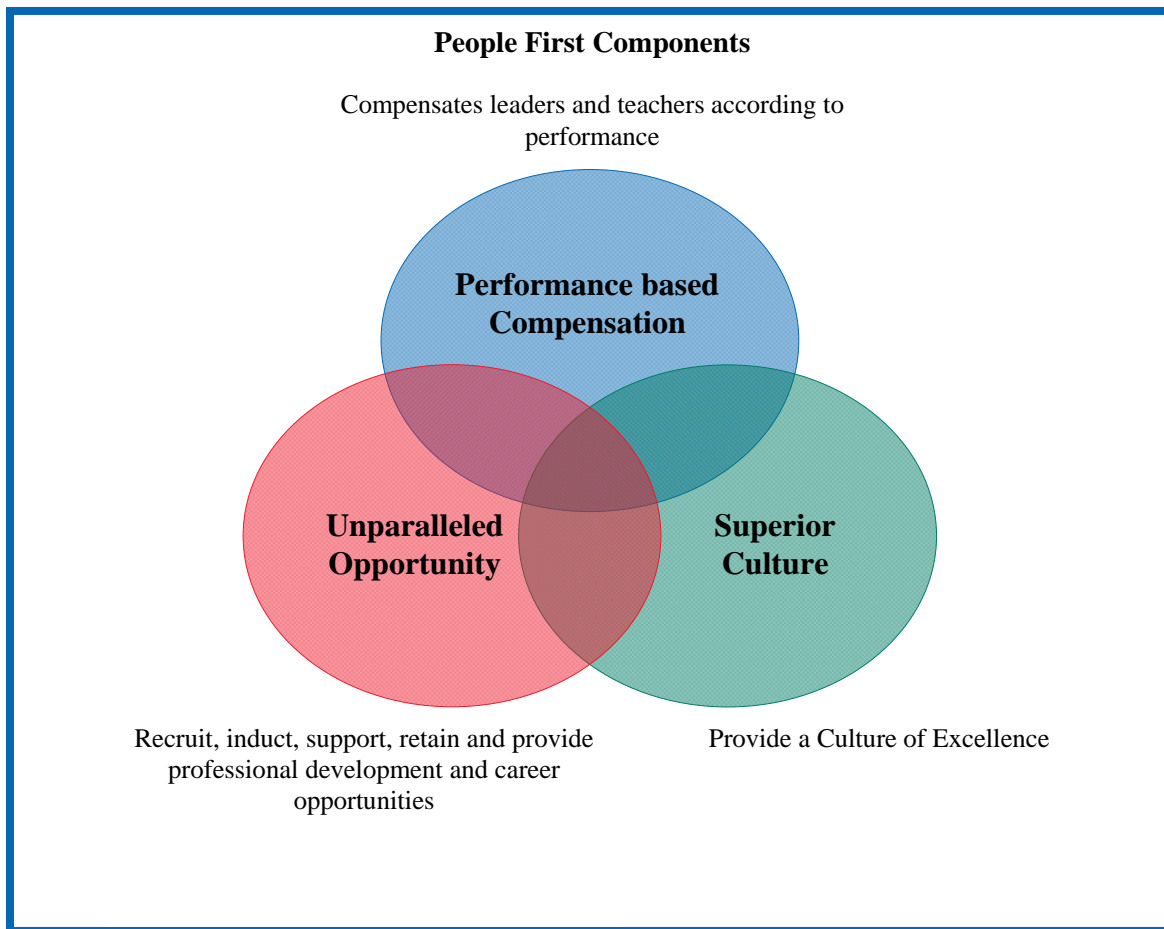 People First Components
Compensates leaders and teachers according to
performance
Performance based
Compensation
Unparalleled
Opportunity
Superior
Culture
Recruit, induct, support, retain and provide
professional development and career
opportunities
Provide a Culture of Excellence